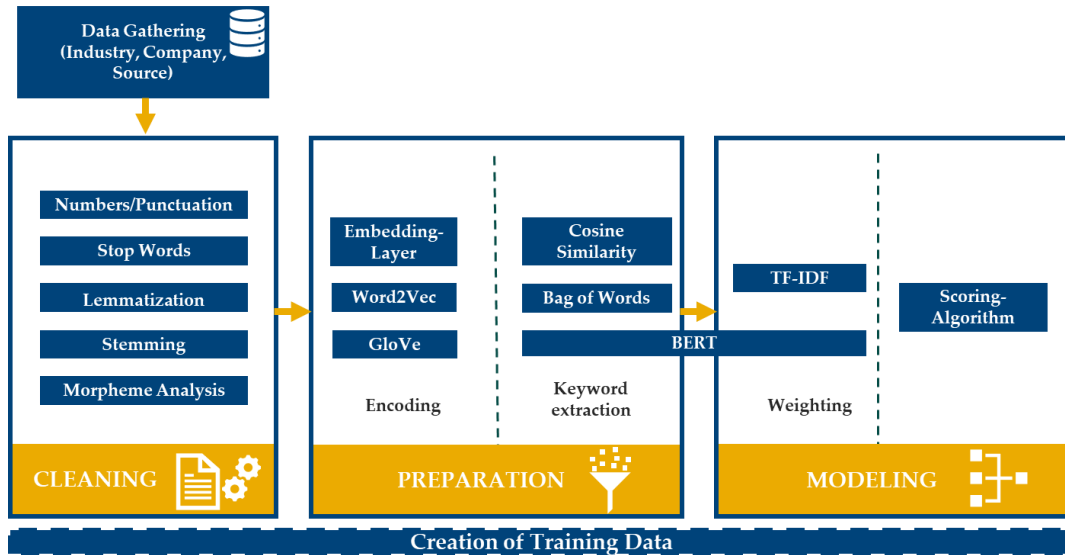 Data Gathering
(Industry, Company,
Source)
Numbers/Punctuation
Stop Words
Lemmatization
Stemming
Morpheme Analysis
CLEANING
Embedding-
Layer
Word2Vec
GloVe
Encoding
Cosine
Similarity
Bag of Words
BERT
Keyword
extraction
PREPARATION
TF-IDF
Weighting
Scoring-
Algorithm
MODELING
Creation of Training Data